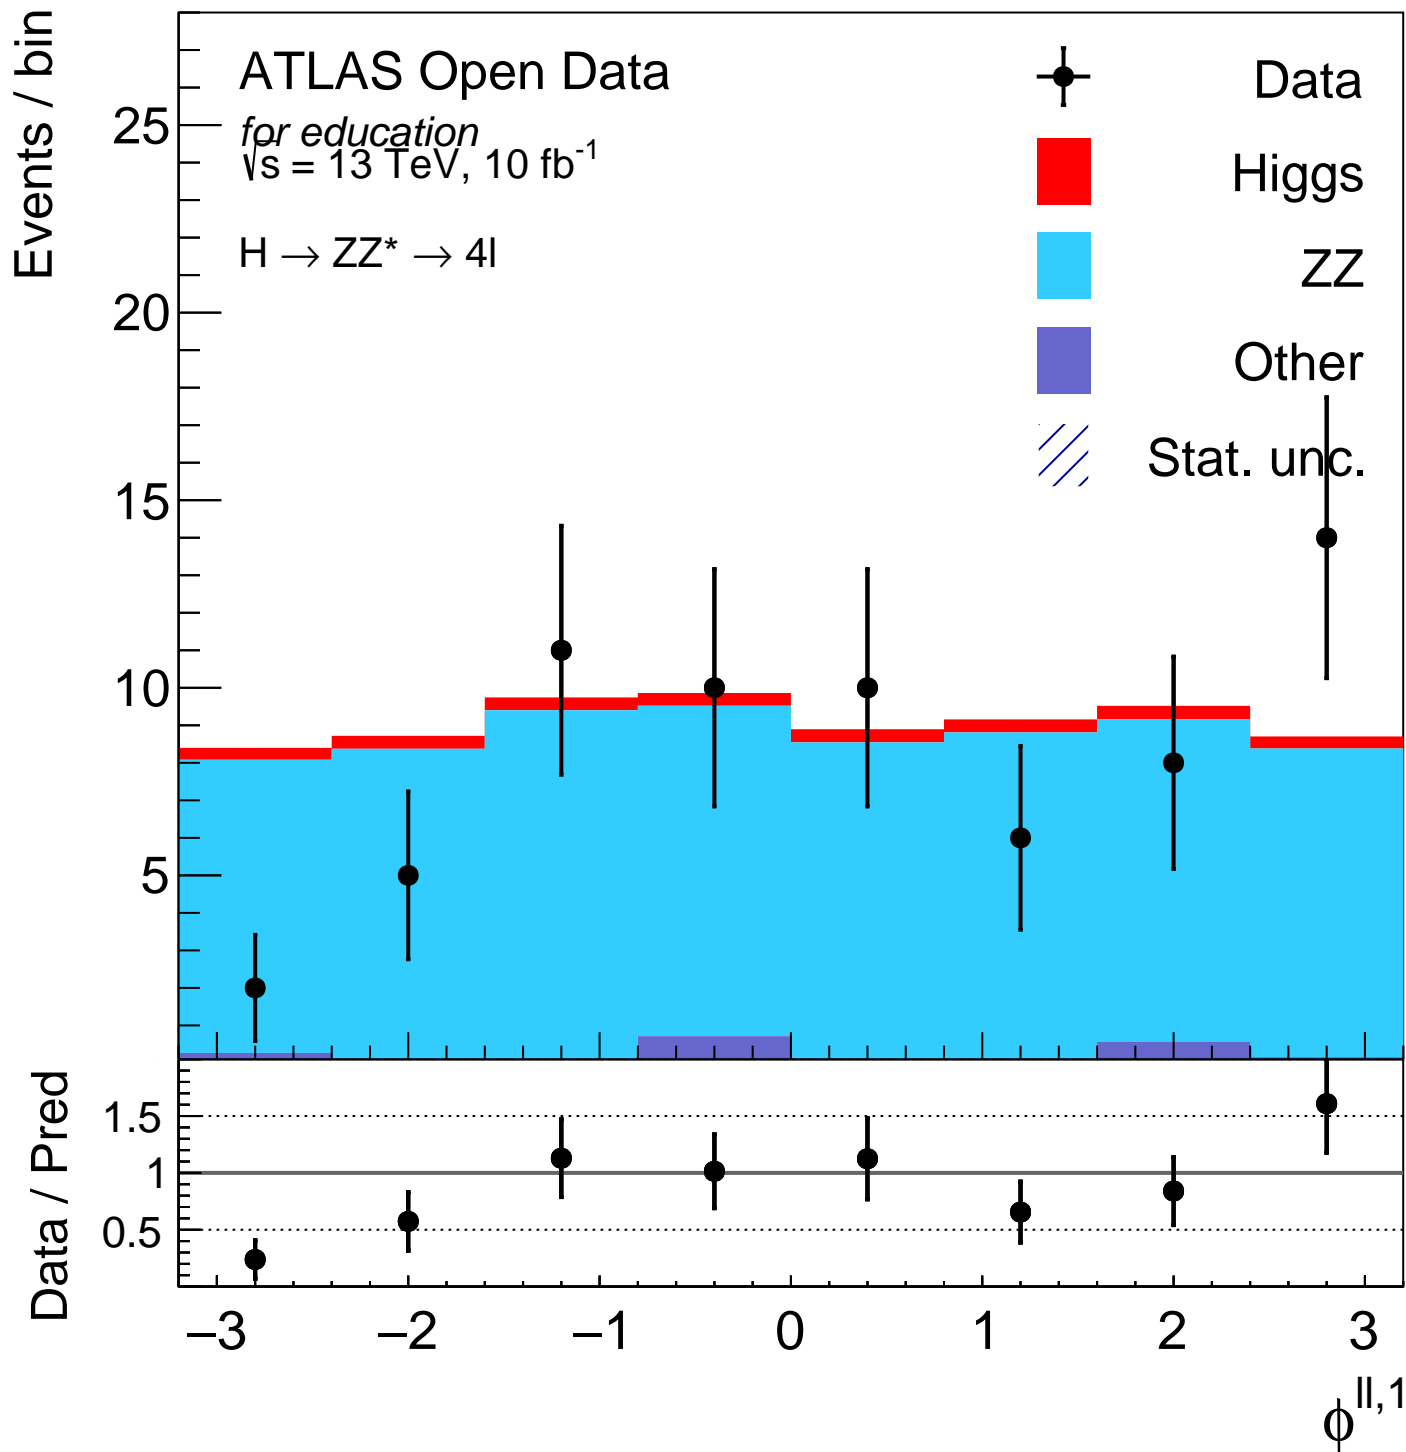 Events / bin
25
20
15
10
5
ATLAS Open Data
for education
√s = 13 TeV, 10 fb-1
H → ZZ* → 4l
Data
Higgs
ZZ
Other
Stat. unc.
Data / Pred
1.5
1
0.5
−3 −2 −1 0 1 2 3
ϕll,1